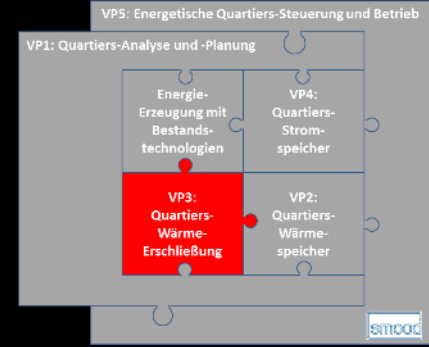 VP5: Energetische Quartiers-Steuerung und Betrieb
VP1: Quartiers-Analyse und -Planung
Energie-
Erzeugung mit
Bestands-
technologien
VP4:
Quartiers-
Strom-
speicher
VP3:
Quartiers-
Wärme-
Erschließung
VP2:
Quartiers-
Wärme-
speicher
smood